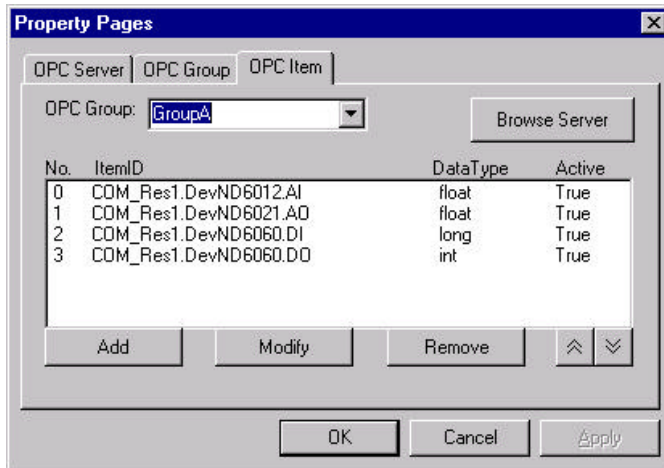 Property Pages
OPC Server OPC Group OPC Item
OPC Group: GroupA Browse Server
No. ItemID DataType Active
0 COM_Res1.DevND6012.AI float True
1 COM_Res1.DevND6021.AO float True
2 COM_Res1.DevND6060.DI long True
3 COM_Res1.DevND6060.DO int True
Add Modify Remove
OK Cancel Apply